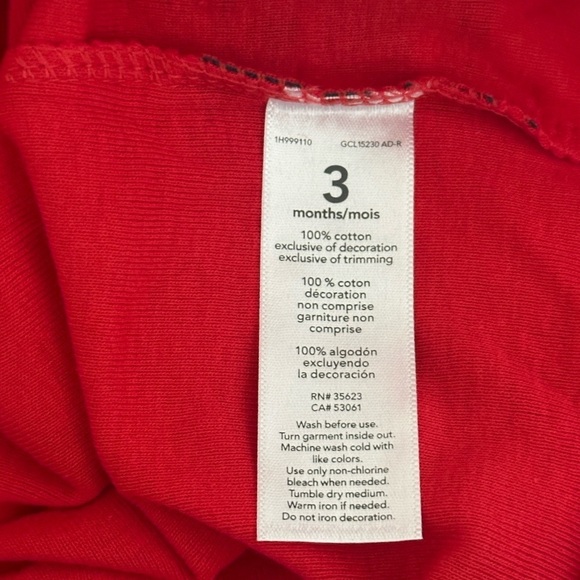 1H999110 GCL15230 AD-R
3
months/mois
100% cotton
exclusive of decoration
exclusive of trimming
100 % coton
décoration
non comprise
garniture non
comprise
100% algodón
excluyendo
la decoración
RN# 35623
CA# 53061
Wash before use.
Turn garment inside out.
Machine wash cold with
like colors.
Use only non-chlorine
bleach when needed.
Tumble dry medium.
Warm iron if needed.
Do not iron decoration.